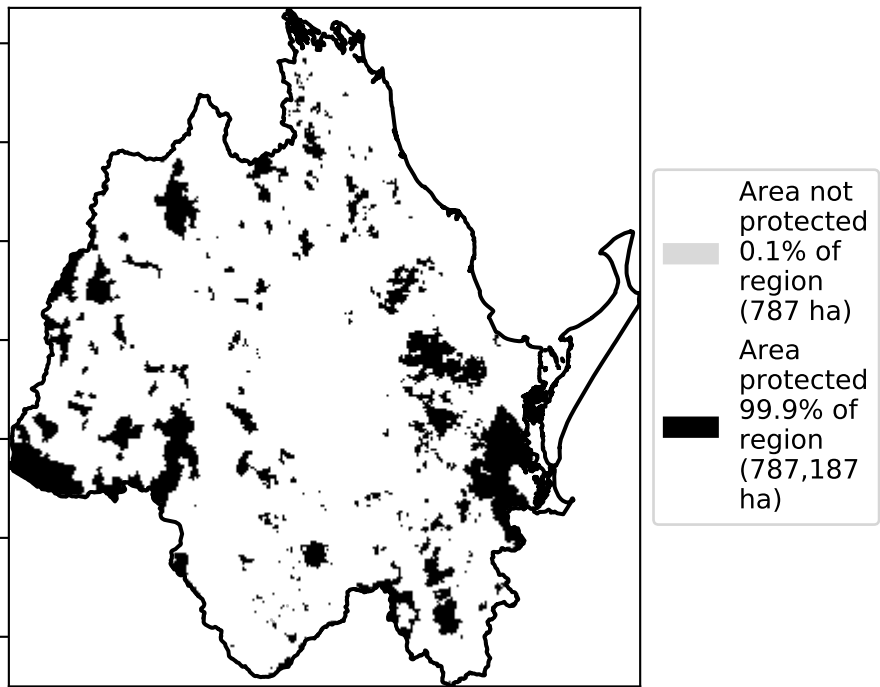 Area not
protected
0.1% of
region
(787 ha)
Area
protected
99.9% of
region
(787,187
ha)